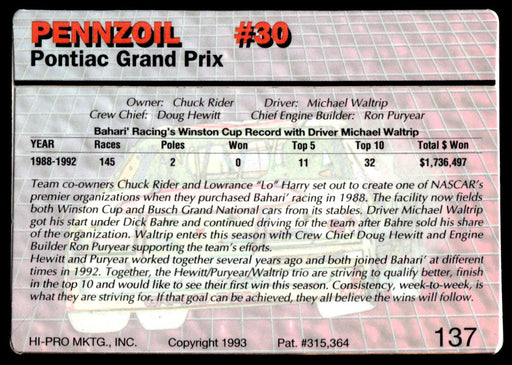 PENNZOIL #30
Pontiac Grand Prix
Owner: Chuck Rider Driver: Michael Waltrip
Crew Chief: Doug Hewitt Chief Engine Builder: Ron Puryear
Bahari' Racing's Winston Cup Record with Driver Michael Waltrip
YEAR Races Poles Won Top 5 Top 10 Total $ Won
1988-1992 145 2 0 11 32 $1,736,497
Team co-owners Chuck Rider and Lowrance "Lo" Harry set out to create one of NASCAR's
premier organizations when they purchased Bahari' racing in 1988. The facility now fields
both Winston Cup and Busch Grand National cars from its stables. Driver Michael Waltrip
got his start under Dick Bahre and continued driving for the team after Bahre sold his share
of the organization. Waltrip enters this season with Crew Chief Doug Hewitt and Engine
Builder Ron Puryear supporting the team's efforts.
Hewitt and Puryear worked together several years ago and both joined Bahari' at different
times in 1992. Together, the Hewitt/Puryear/Waltrip trio are striving to qualify better, finish
in the top 10 and would like to see their first win this season. Consistency, week-to-week, is
what they are striving for. If that goal can be achieved, they all believe the wins will follow.
HI-PRO MKTG., INC. Copyright 1993 Pat. #315,364 137